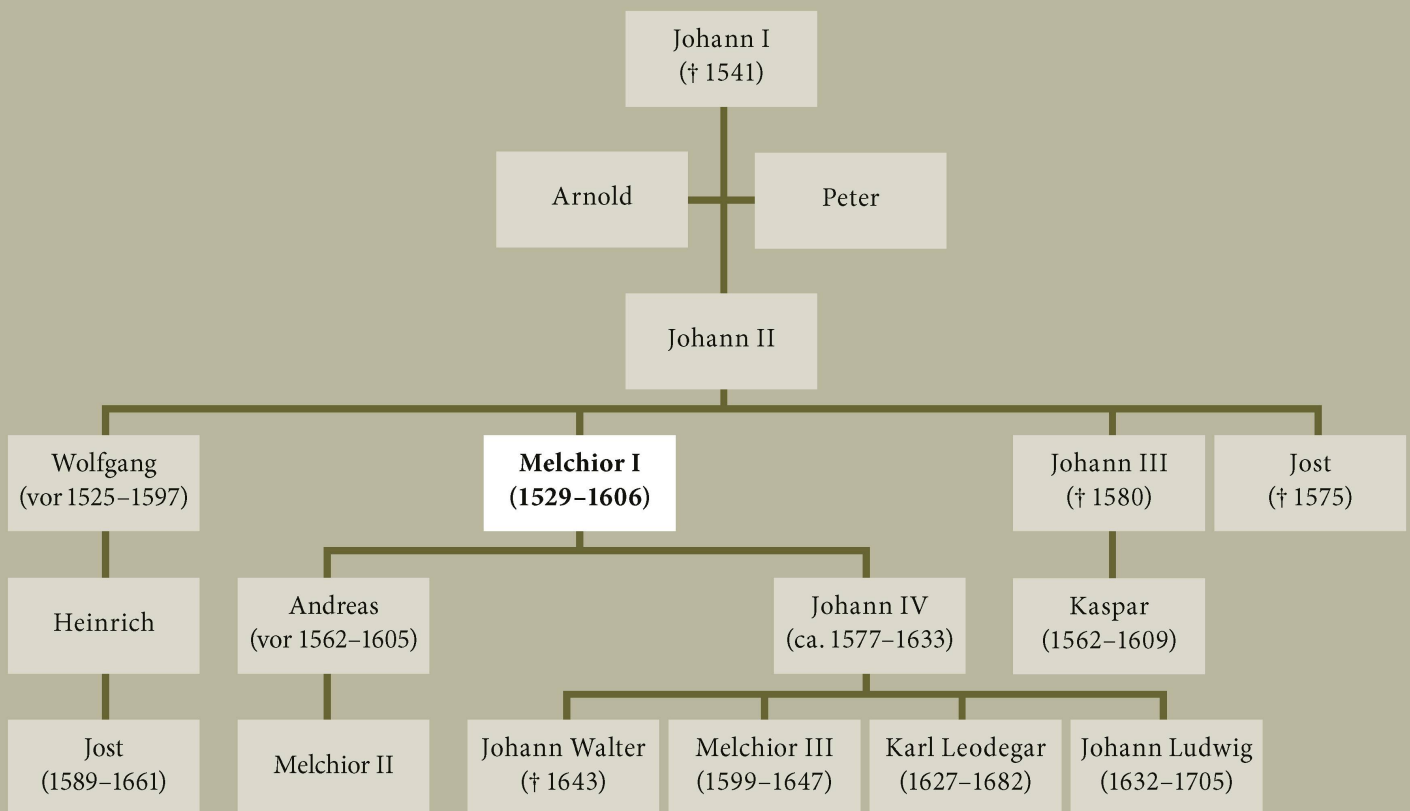 Johann I
(† 1541)
Arnold
Peter
Johann II
Wolfgang
(vor 1525–1597)
Melchior I
(1529–1606)
Johann III
(† 1580)
Jost
(† 1575)
Heinrich
Andreas
(vor 1562–1605)
Johann IV
(ca. 1577–1633)
Kaspar
(1562–1609)
Jost
(1589–1661)
Melchior II
Johann Walter
(† 1643)
Melchior III
(1599–1647)
Karl Leodegar
(1627–1682)
Johann Ludwig
(1632–1705)